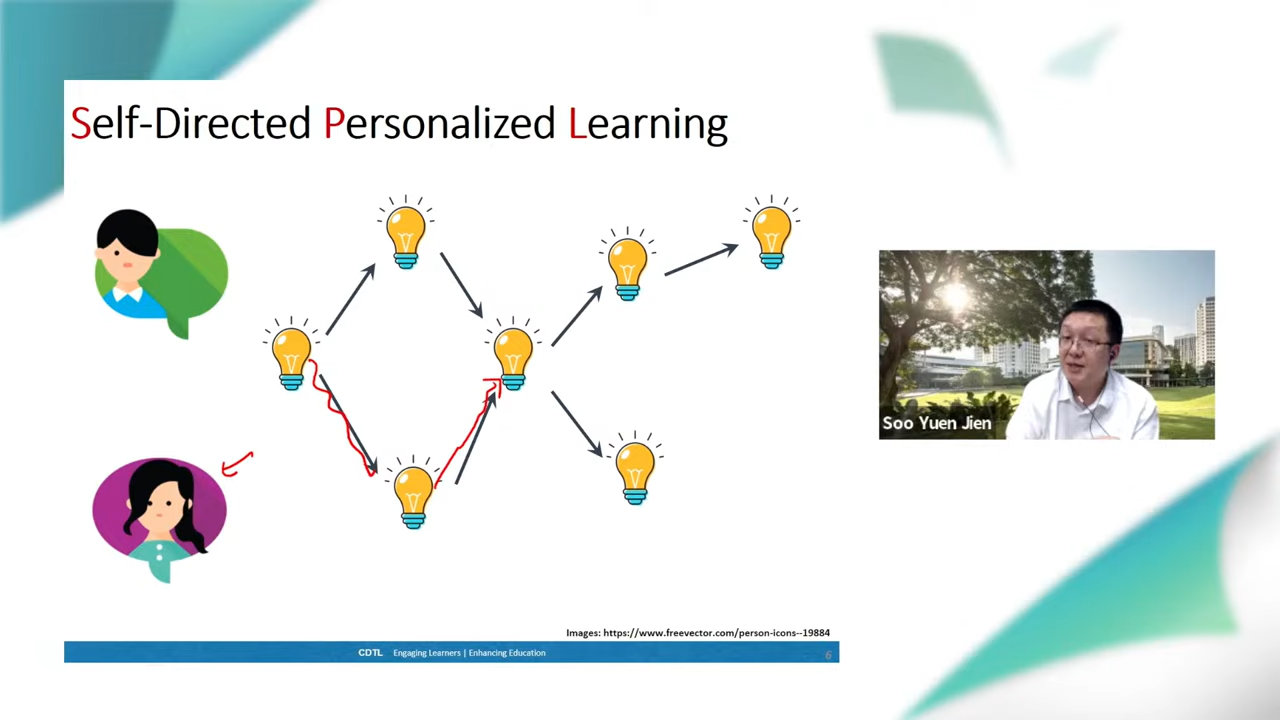 Self-Directed Personalized Learning
Soo Yuen Jien
Images: https://www.freevector.com/person-icons--19884
CDTL Engaging Learners | Enhancing Education
6